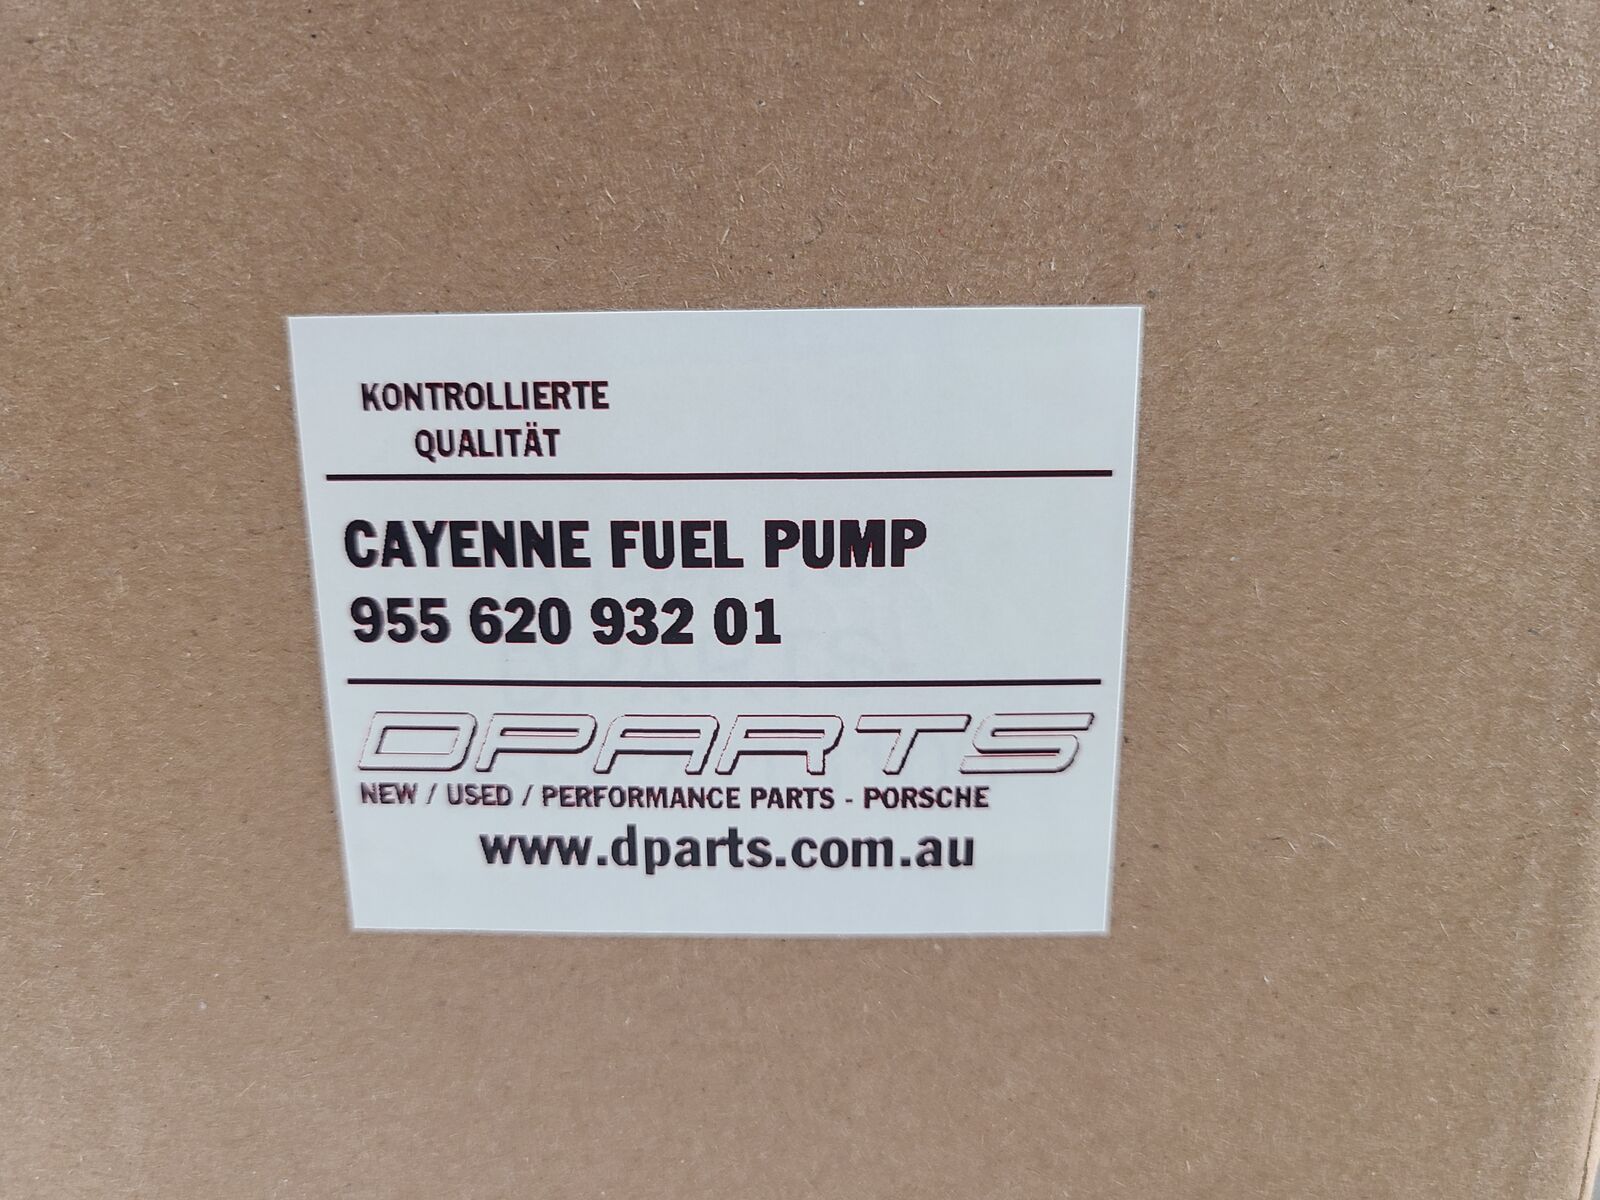 KONTROLLIERTE
QUALITÄT
CAYENNE FUEL PUMP
955 620 932 01
DPARTS
NEW / USED / PERFORMANCE PARTS - PORSCHE
www.dparts.com.au